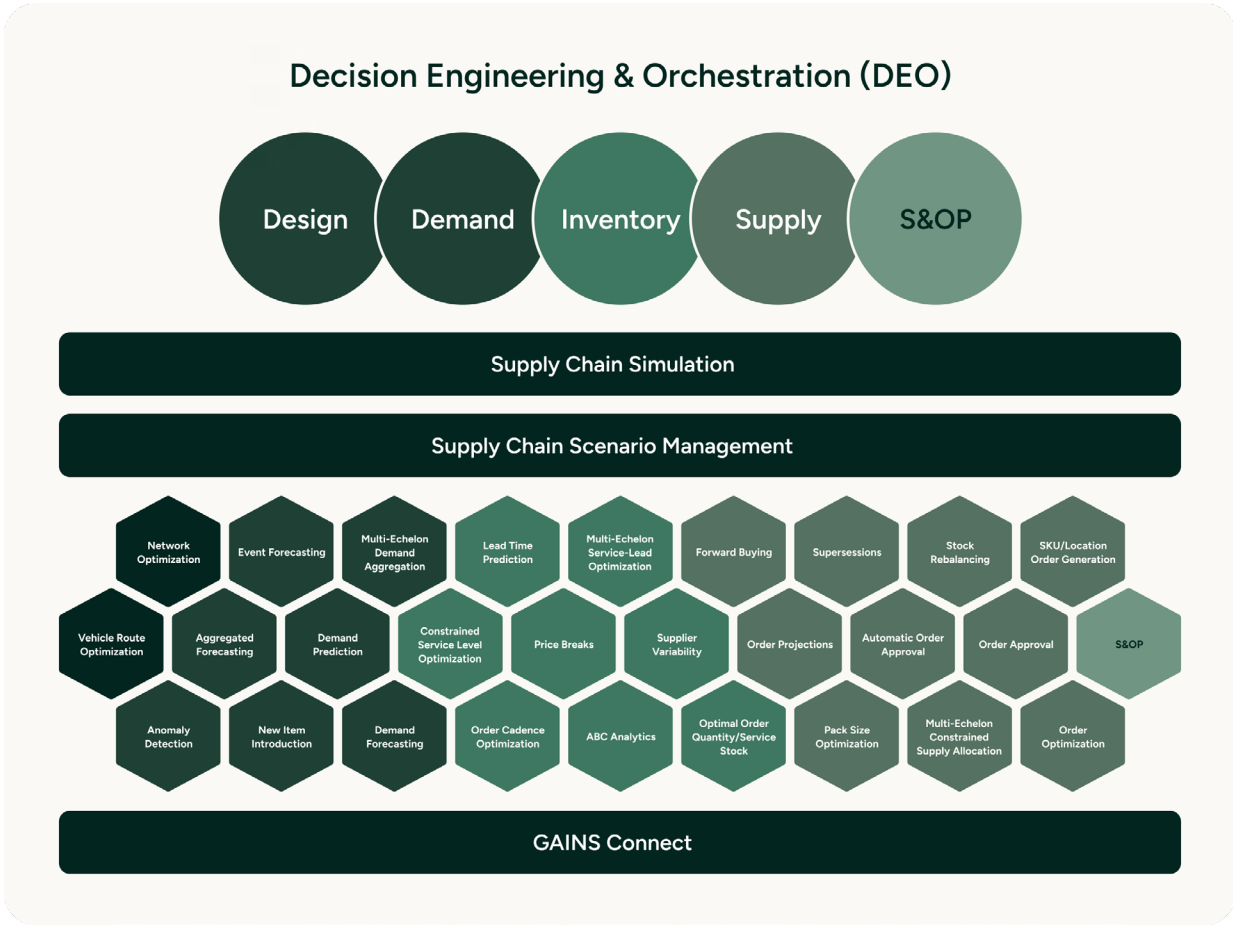 Decision Engineering & Orchestration (DEO)
Design
Demand
Inventory
Supply
S&OP
Supply Chain Simulation
Supply Chain Scenario Management
Network
Optimization
Event Forecasting
Multi-Echelon
Demand
Aggregation
Lead Time
Prediction
Multi-Echelon
Service-Lead
Optimization
Forward Buying
Supersessions
Stock
Rebalancing
SKU/Location
Order Generation
Vehicle Route
Optimization
Aggregated
Forecasting
Demand
Prediction
Constrained
Service Level
Optimization
Price Breaks
Supplier
Variability
Order Projections
Automatic Order
Approval
Order Approval
S&OP
Anomaly
Detection
New Item
Introduction
Demand
Forecasting
Order Cadence
Optimization
ABC Analytics
Optimal Order
Quantity/Service
Stock
Pack Size
Optimization
Multi-Echelon
Constrained
Supply Allocation
Order
Optimization
GAINS Connect